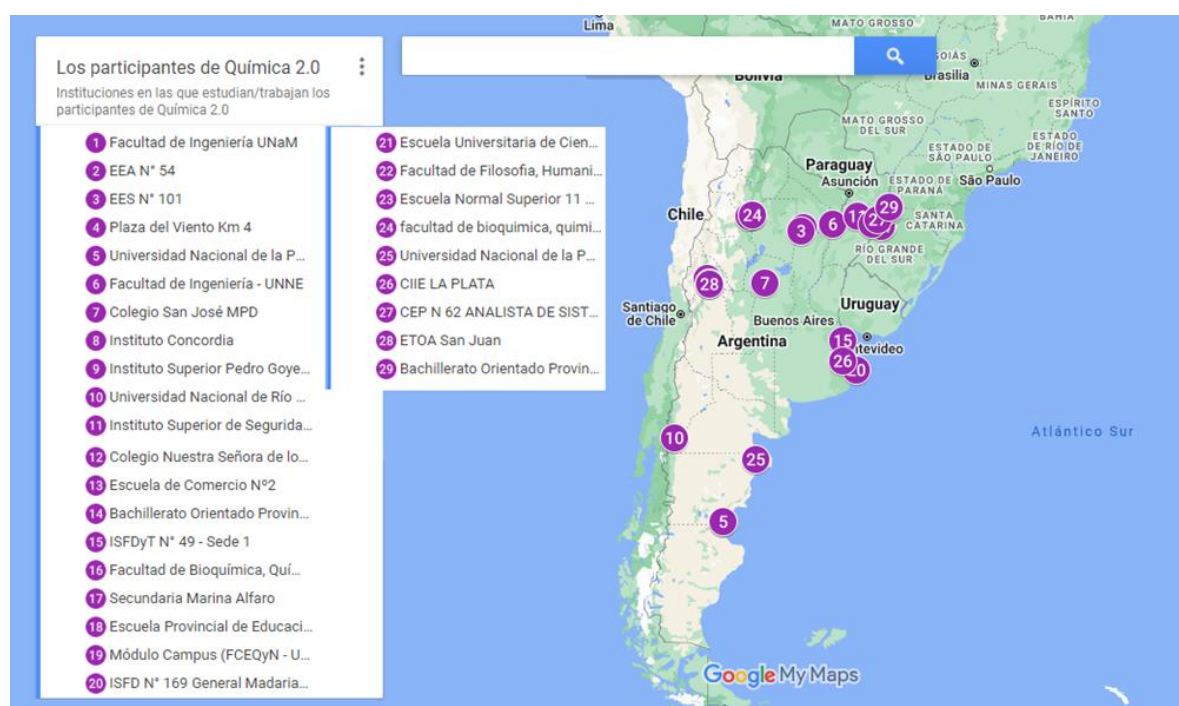 Los participantes de Química 2.0
Instituciones en las que estudian/trabajan los
participantes de Química 2.0
1 Facultad de Ingeniería UNaM
2 EEA N° 54
3 EES N° 101
4 Plaza del Viento Km 4
5 Universidad Nacional de la P...
6 Facultad de Ingeniería - UNNE
7 Colegio San José MPD
8 Instituto Concordia
9 Instituto Superior Pedro Goye...
10 Universidad Nacional de Río ...
11 Instituto Superior de Segurida...
12 Colegio Nuestra Señora de lo...
13 Escuela de Comercio Nº2
14 Bachillerato Orientado Provin...
15 ISFDyT N° 49 - Sede 1
16 Facultad de Bioquímica, Quí...
17 Secundaria Marina Alfaro
18 Escuela Provincial de Educaci...
19 Módulo Campus (FCEQyN - U...
20 ISFD N° 169 General Madaria...
21 Escuela Universitaria de Cien...
22 Facultad de Filosofia, Humani...
23 Escuela Normal Superior 11 ...
24 facultad de bioquimica, quimi...
25 Universidad Nacional de la P...
26 CIIE LA PLATA
27 CEP N 62 ANALISTA DE SIST...
28 ETOA San Juan
29 Bachillerato Orientado Provin...
Lima
MATO GROSSO
BAHIA
GOIÁS
Bolivia
Brasilia
MINAS GERAIS
ESPÍRITO
SANTO
MATO GROSSO
DEL SUR
ESTADO DE
SÃO PAULO
ESTADO
DE RÍO DE
JANEIRO
Paraguay
Asunción
ESTADO DE
PARANÁ
São Paulo
Chile
24
3
6
29
SANTA
CATARINA
RÍO GRANDE
DEL SUR
28
7
Santiago
de Chile
Uruguay
Buenos Aires
Argentina
15
tevideo
26
20
10
25
5
Atlántico Sur
Google My Maps